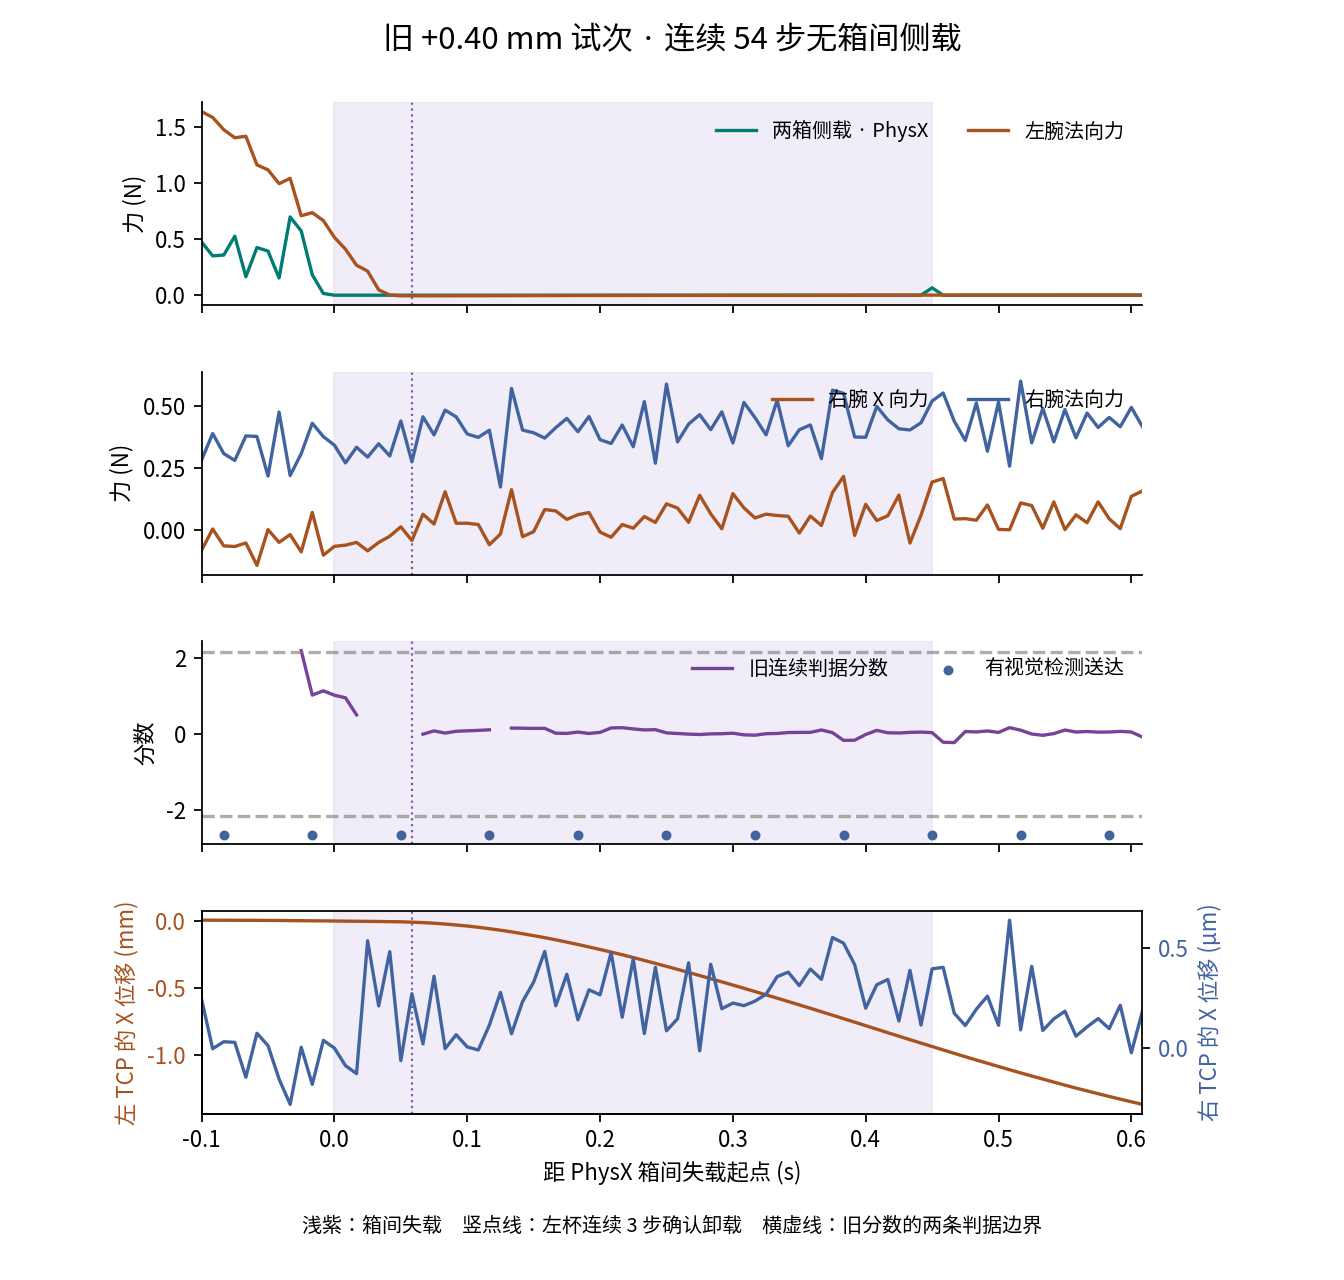 旧 +0.40 mm 试次 · 连续 54 步无箱间侧载
力 (N)
1.5
1.0
0.5
0.0
两箱侧载 · PhysX
左腕法向力
力 (N)
0.50
0.25
0.00
右腕 X 向力
右腕法向力
分数
2
0
-2
旧连续判据分数
有视觉检测送达
左 TCP 的 X 位移 (mm)
0.0
-0.5
-1.0
0.5
0.0
右 TCP 的 X 位移 (μm)
-0.1 0.0 0.1 0.2 0.3 0.4 0.5 0.6
距 PhysX 箱间失载起点 (s)
浅紫：箱间失载 竖点线：左杯连续 3 步确认卸载 横虚线：旧分数的两条判据边界